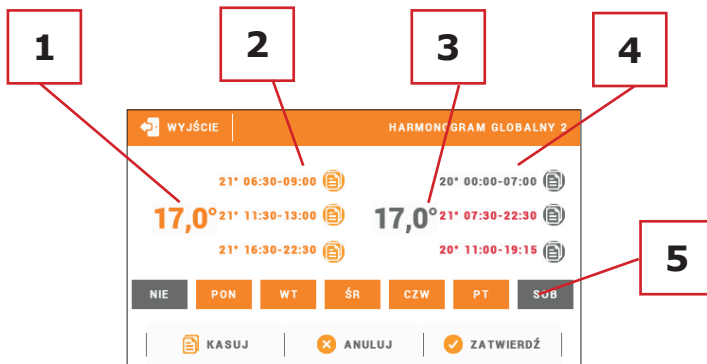 1 2 3 4
WYJŚCIE HARMONOGRAM GLOBALNY 2
21° 06:30-09:00 20° 00:00-07:00
17,0° 21° 11:30-13:00 17,0° 21° 07:30-22:30
21° 16:30-22:30 20° 11:00-19:15
5
NIE PON WT ŚR CZW PT SOB
KASUJ ANULUJ ZATWIERDŹ